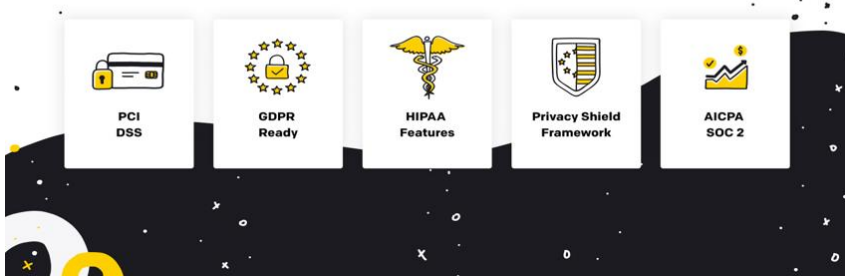 PCI
DSS
GDPR
Ready
HIPAA
Features
Privacy Shield
Framework
AICPA
SOC 2